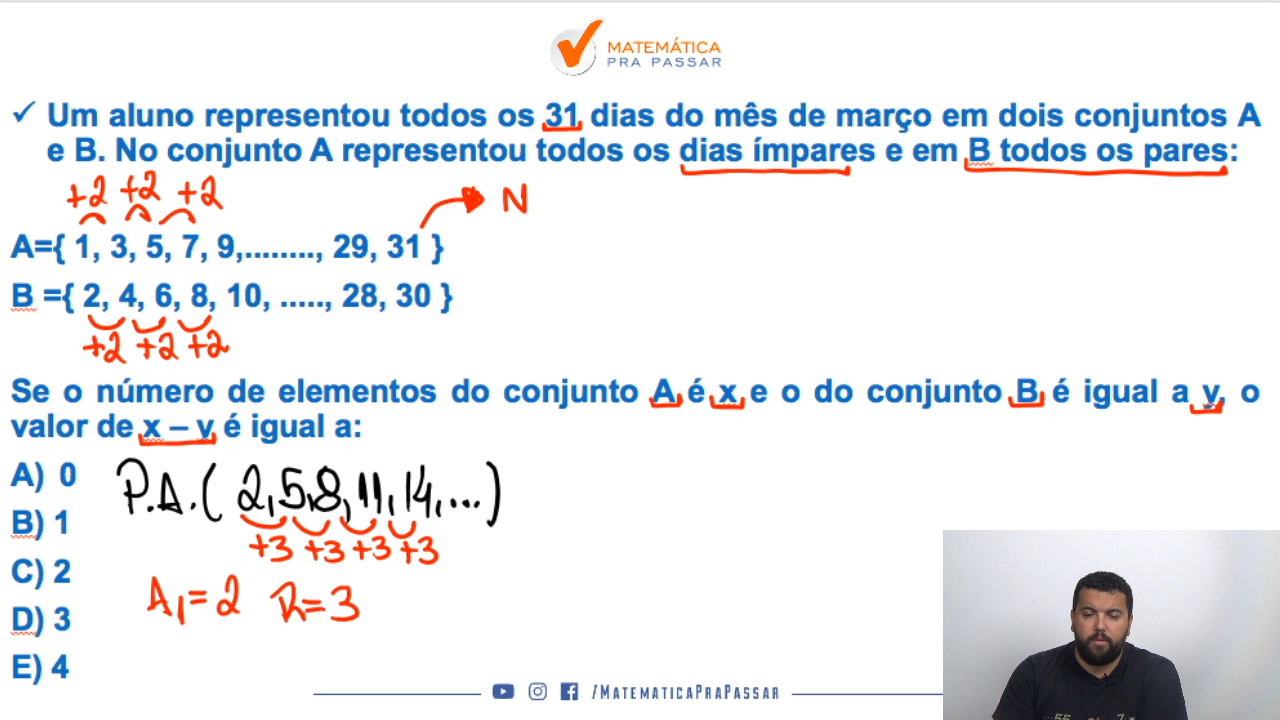 MATEMÁTICA
PRA PASSAR
✓ Um aluno representou todos os 31 dias do mês de março em dois conjuntos A
e B. No conjunto A representou todos os dias ímpares e em B todos os pares:
+2 +2 +2
N
A={ 1, 3, 5, 7, 9,........, 29, 31 }
B ={ 2, 4, 6, 8, 10, ....., 28, 30 }
+2 +2 +2
Se o número de elementos do conjunto A é x e o do conjunto B é igual a y, o
valor de x – y é igual a:
A) 0
P.A.( 2,5,8,11,14,...)
B) 1
+3 +3 +3 +3
C) 2
A1=2 R=3
D) 3
E) 4
/MatematicaPraPassar